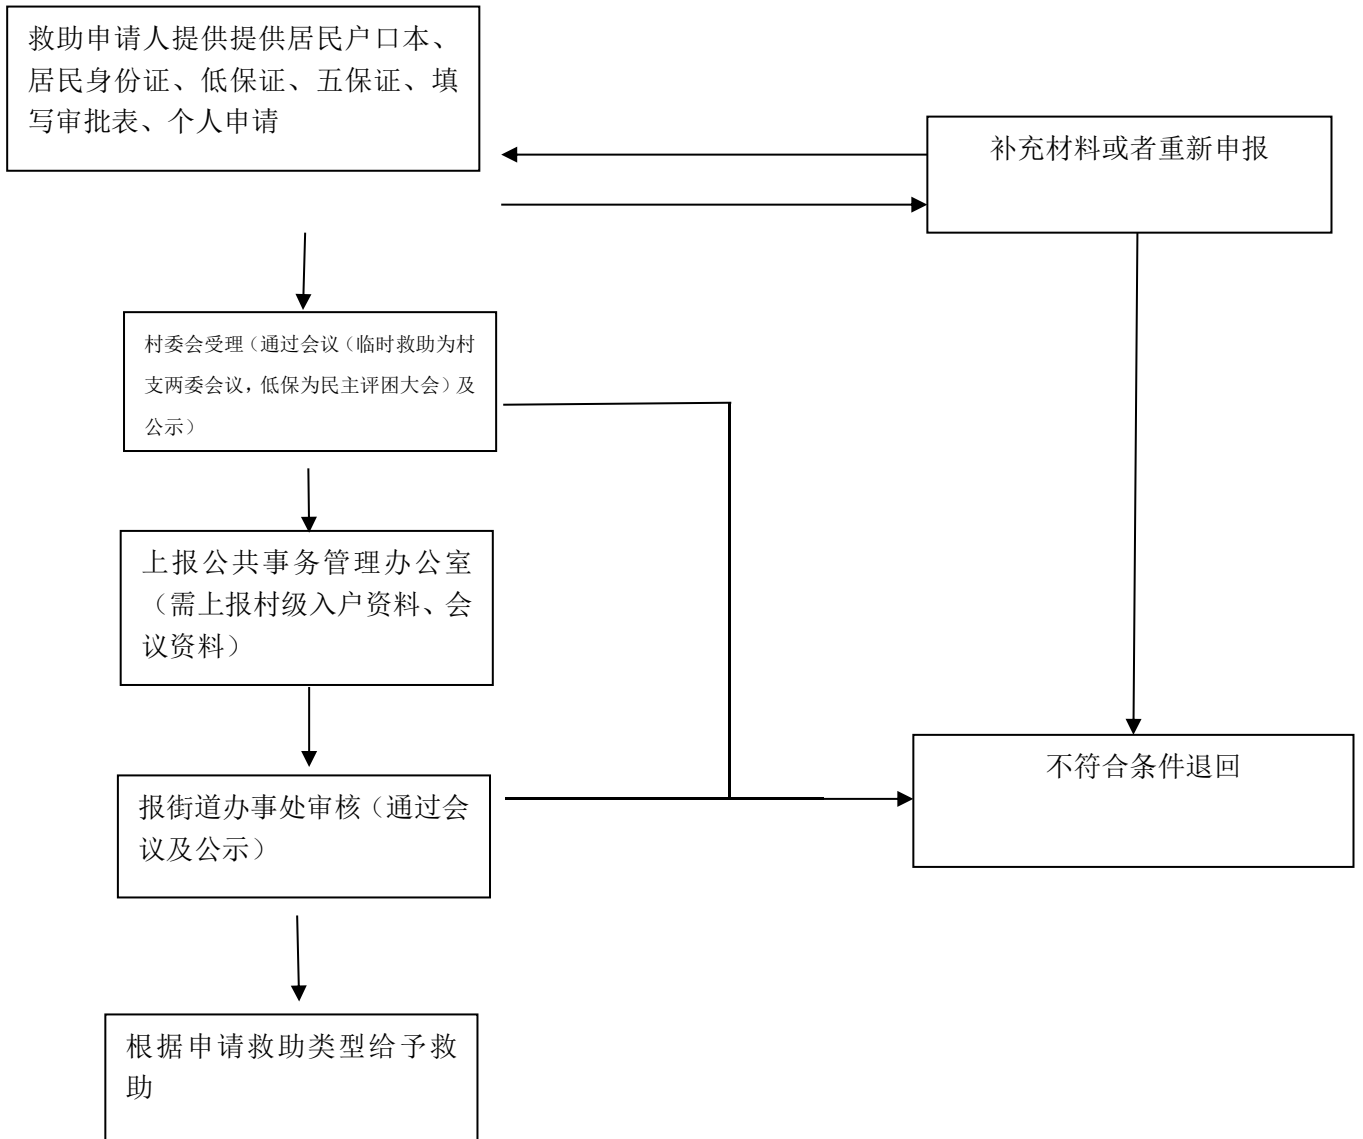 救助申请人提供提供居民户口本、
居民身份证、低保证、五保证、填
写审批表、个人申请
补充材料或者重新申报
村委会受理（通过会议（临时救助为村
支两委会议，低保为民主评困大会）及
公示）
上报公共事务管理办公室
（需上报村级入户资料、会
议资料）
不符合条件退回
报街道办事处审核（通过会
议及公示）
根据申请救助类型给予救
助